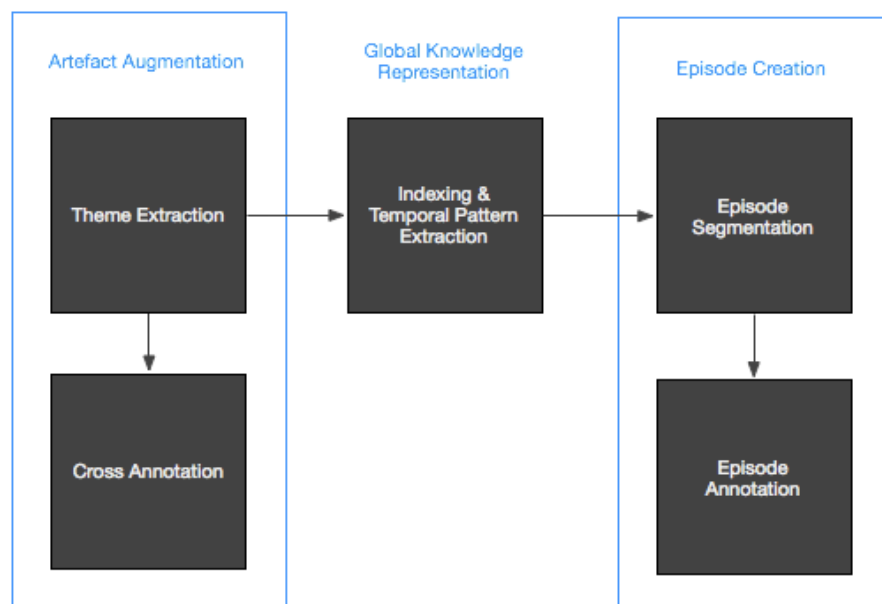 Artefact Augmentation
Global Knowledge
Representation
Episode Creation
Theme Extraction
Indexing &
Temporal Pattern
Extraction
Episode
Segmentation
Cross Annotation
Episode
Annotation